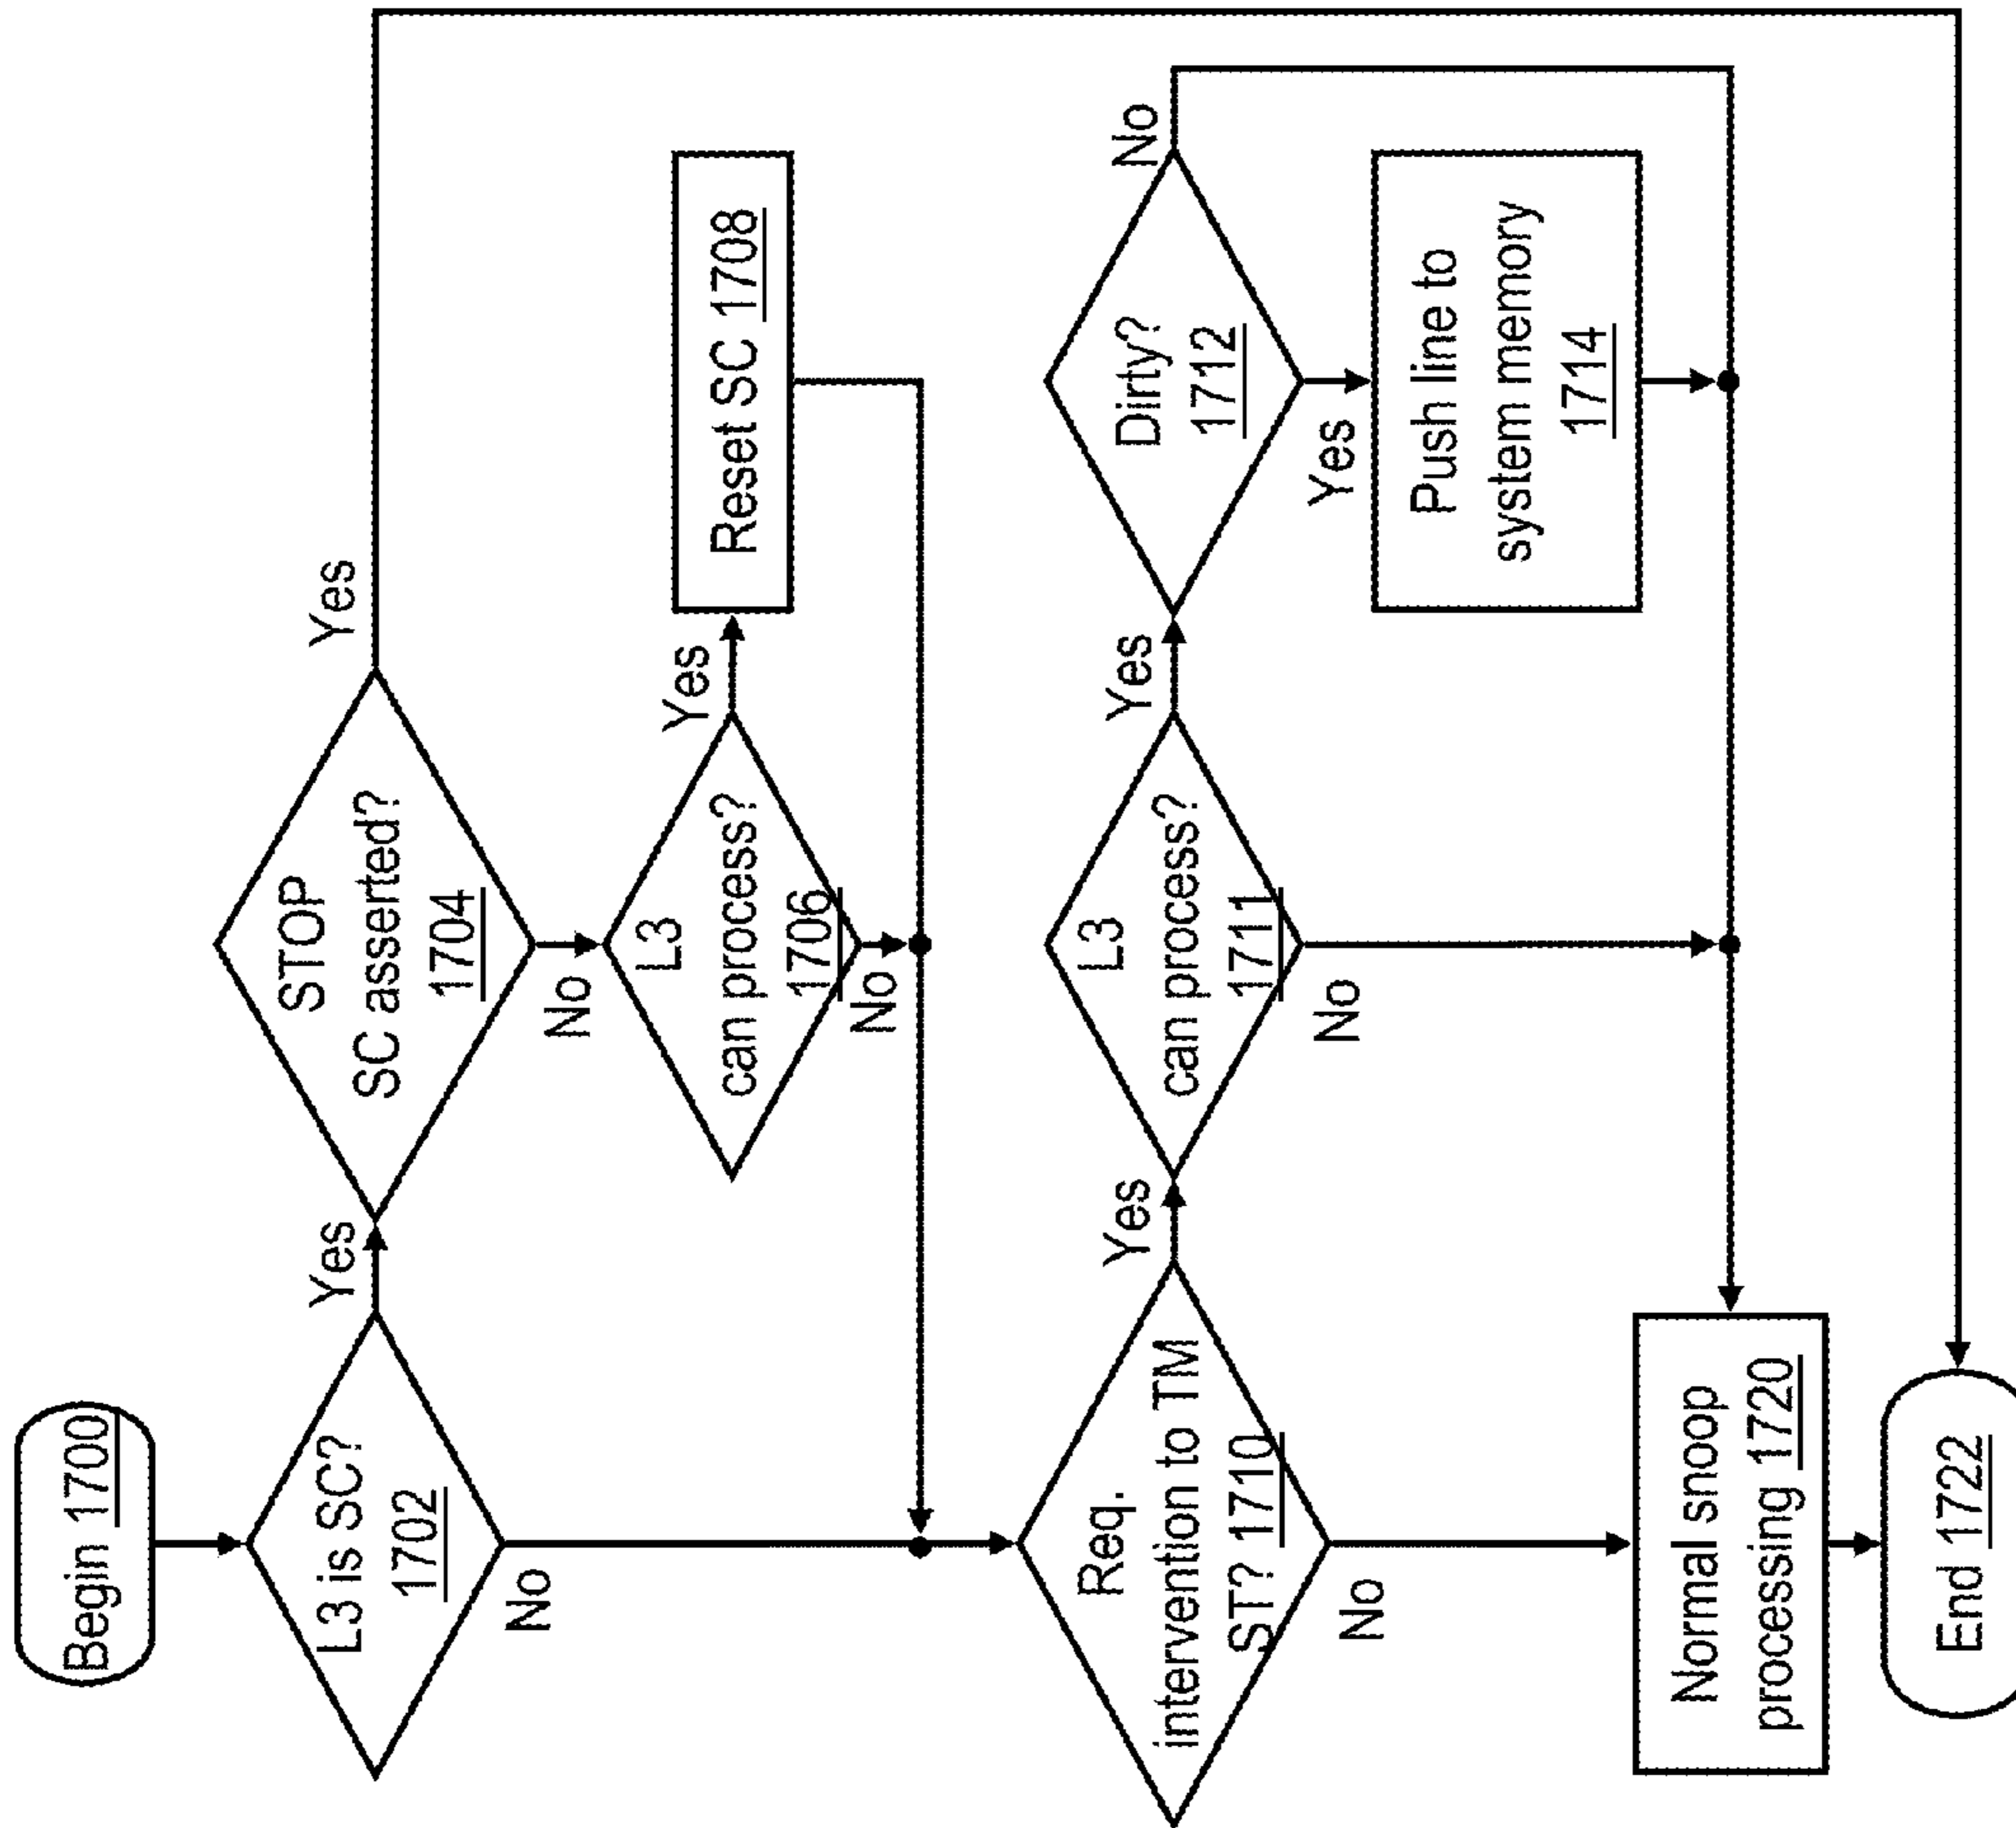 Begin 1700
L3 is SC?
1702
Yes
No
STOP
SC asserted?
1704
Yes
No
L3
can process?
1706
Yes
No
Reset SC 1708
Req.
intervention to TM
ST? 1710
Yes
No
L3
can process?
1711
Yes
No
Dirty?
1712
No
Yes
Push line to
system memory
1714
Normal snoop
processing 1720
End 1722